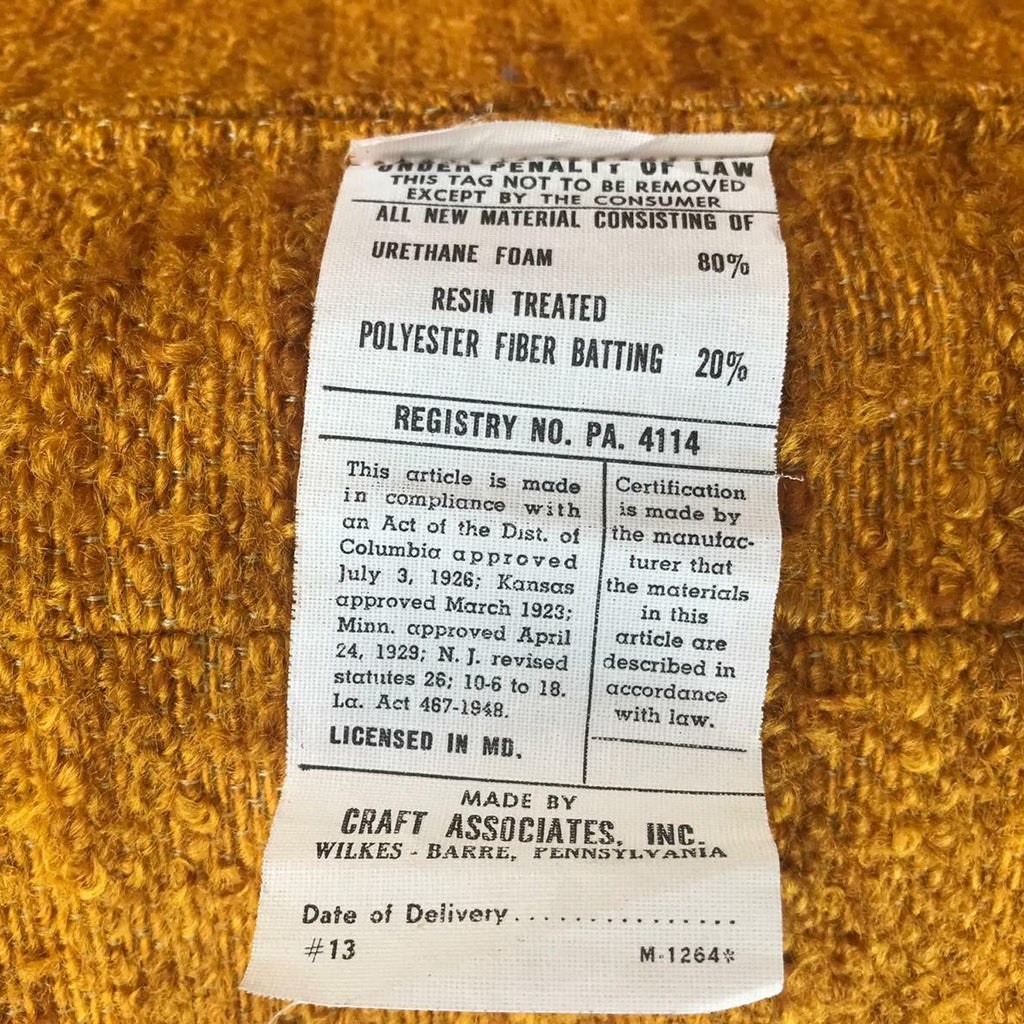 UNDER PENALTY OF LAW
THIS TAG NOT TO BE REMOVED
EXCEPT BY THE CONSUMER
ALL NEW MATERIAL CONSISTING OF
URETHANE FOAM 80%
RESIN TREATED
POLYESTER FIBER BATTING 20%
REGISTRY NO. PA. 4114
This article is made
in compliance with
an Act of the Dist. of
Columbia approved
July 3, 1926; Kansas
approved March 1923;
Minn. approved April
24, 1929; N. J. revised
statutes 26; 10-6 to 18.
La. Act 467-1948.
LICENSED IN MD.
Certification
is made by
the manufac-
turer that
the materials
in this
article are
described in
accordance
with law.
MADE BY
CRAFT ASSOCIATES, INC.
WILKES - BARRE, PENNSYLVANIA
Date of Delivery...............
#13 M-1264*